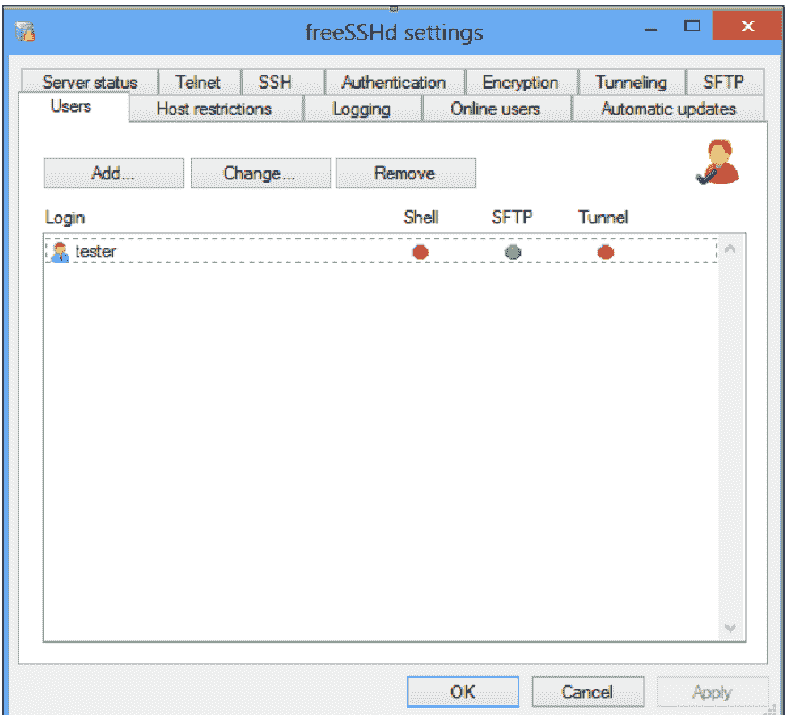 freeSSHd settings
Server status Telnet SSH Authentication Encryption Tunneling SFTP
Users Host restrictions Logging Online users Automatic updates
Add... Change... Remove
Login Shell SFTP Tunnel
tester
OK Cancel Apply